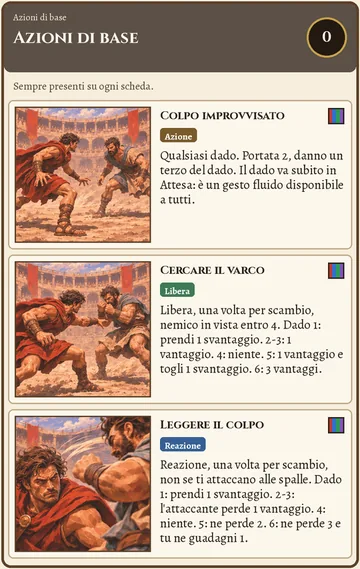 Azioni di base
Azioni di base
0
Sempre presenti su ogni scheda.
Colpo improvvisato
Azione
Qualsiasi dado. Portata 2, danno un
terzo del dado. Il dado va subito in
Attesa: è un gesto fluido disponibile
a tutti.
Cercare il varco
Libera
Libera, una volta per scambio,
nemico in vista entro 4. Dado 1:
prendi 1 svantaggio. 2-3: 1
vantaggio. 4: niente. 5: 1 vantaggio e
togli 1 svantaggio. 6: 3 vantaggi.
Leggere il colpo
Reazione
Reazione, una volta per scambio,
non se ti attaccano alle spalle. Dado
1: prendi 1 svantaggio. 2-3:
l'attaccante perde 1 vantaggio. 4:
niente. 5: ne perde 2. 6: ne perde 3 e
tu ne guadagni 1.